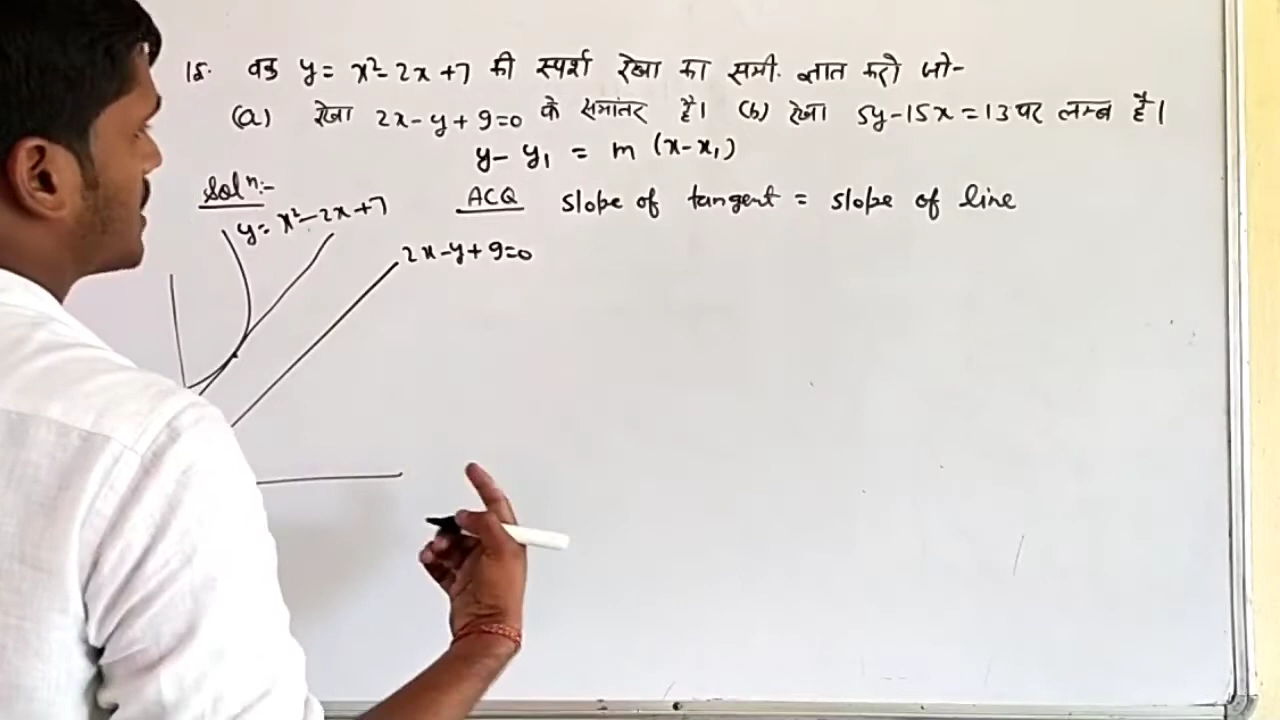 15. वक्र y = x²-2x+7 की स्पर्श रेखा का समी. ज्ञात करो जो-
(a) रेखा 2x-y+9=0 के समांतर है। (b) रेखा 5y-15x=13 पर लम्ब है।
y- y₁ = m (x-x₁)
Solⁿ:- ACQ slope of tangent = slope of line
y= x²-2x+7
2x-y+9=0